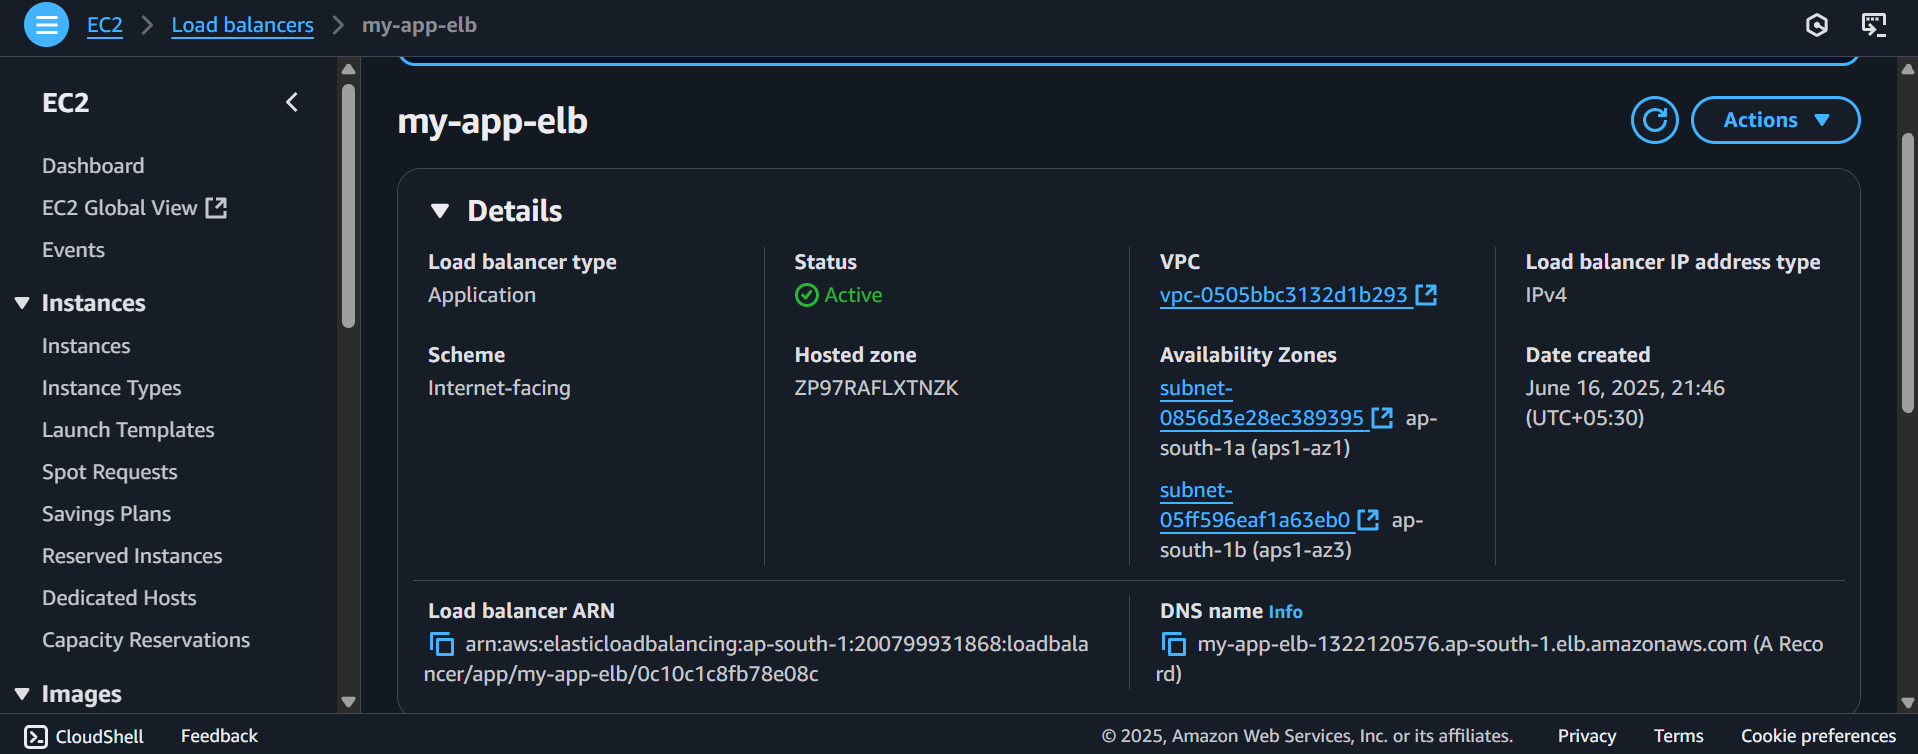 EC2 > Load balancers > my-app-elb
EC2
Dashboard
EC2 Global View
Events
Instances
Instances
Instance Types
Launch Templates
Spot Requests
Savings Plans
Reserved Instances
Dedicated Hosts
Capacity Reservations
Images
my-app-elb
Actions
Details
Load balancer type
Application
Status
Active
VPC
vpc-0505bbc3132d1b293
Load balancer IP address type
IPv4
Scheme
Internet-facing
Hosted zone
ZP97RAFLXTNZK
Availability Zones
subnet-
0856d3e28ec389395 ap-
south-1a (aps1-az1)
subnet-
05ff596eaf1a63eb0 ap-
south-1b (aps1-az3)
Date created
June 16, 2025, 21:46
(UTC+05:30)
Load balancer ARN
arn:aws:elasticloadbalancing:ap-south-1:200799931868:loadbala
ncer/app/my-app-elb/0c10c1c8fb78e08c
DNS name Info
my-app-elb-1322120576.ap-south-1.elb.amazonaws.com (A Reco
rd)
CloudShell Feedback © 2025, Amazon Web Services, Inc. or its affiliates. Privacy Terms Cookie preferences